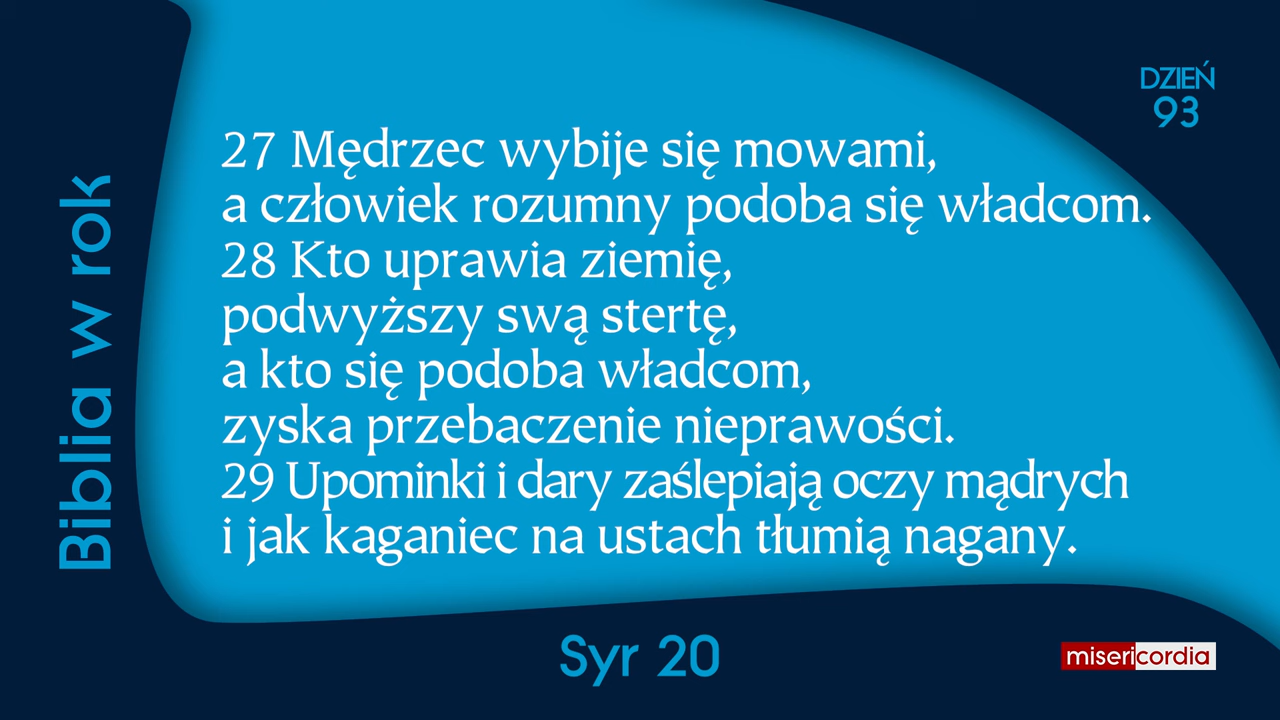 DZIEŃ
93
27 Mędrzec wybije się mowami,
a człowiek rozumny podoba się władcom.
28 Kto uprawia ziemię,
podwyższy swą stertę,
a kto się podoba władcom,
zyska przebaczenie nieprawości.
29 Upominki i dary zaślepiają oczy mądrych
i jak kaganiec na ustach tłumią nagany.
Biblia w rok
Syr 20
misericordia